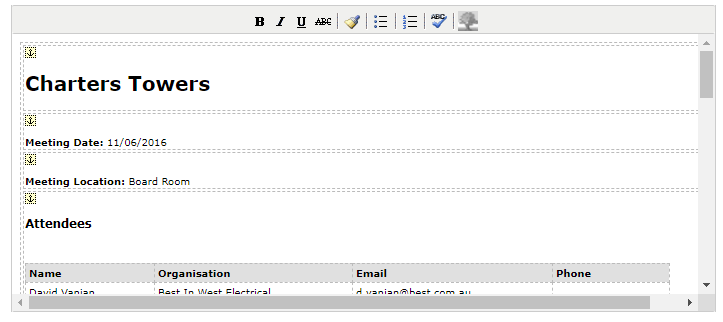 B I U ABC ABC
Charters Towers
Meeting Date: 11/06/2016
Meeting Location: Board Room
Attendees
Name Organisation Email Phone
David Vanian Best In West Electrical d.vanian@best.com.au